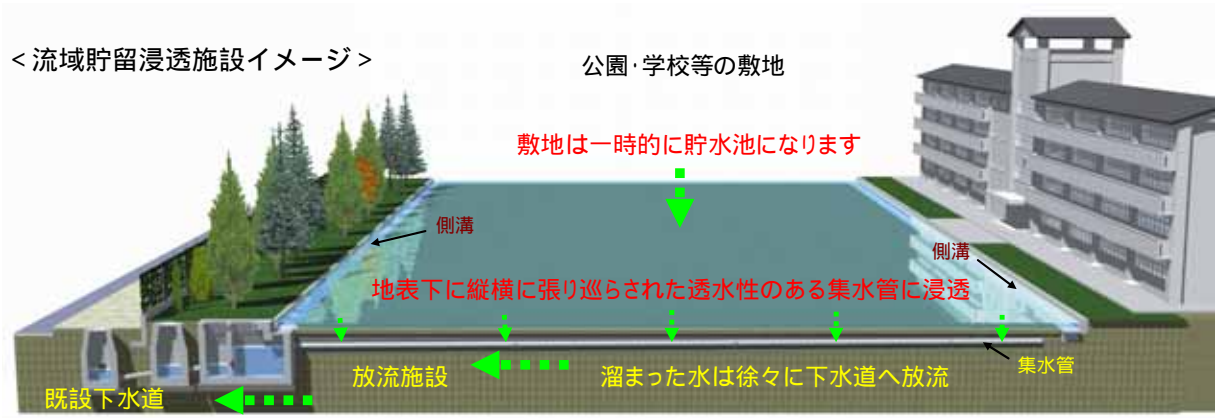 <流域貯留浸透施設イメージ>
公園・学校等の敷地
敷地は一時的に貯水池になります
側溝
側溝
地表下に縦横に張り巡らされた透水性のある集水管に浸透
集水管
放流施設
溜まった水は徐々に下水道へ放流
既設下水道